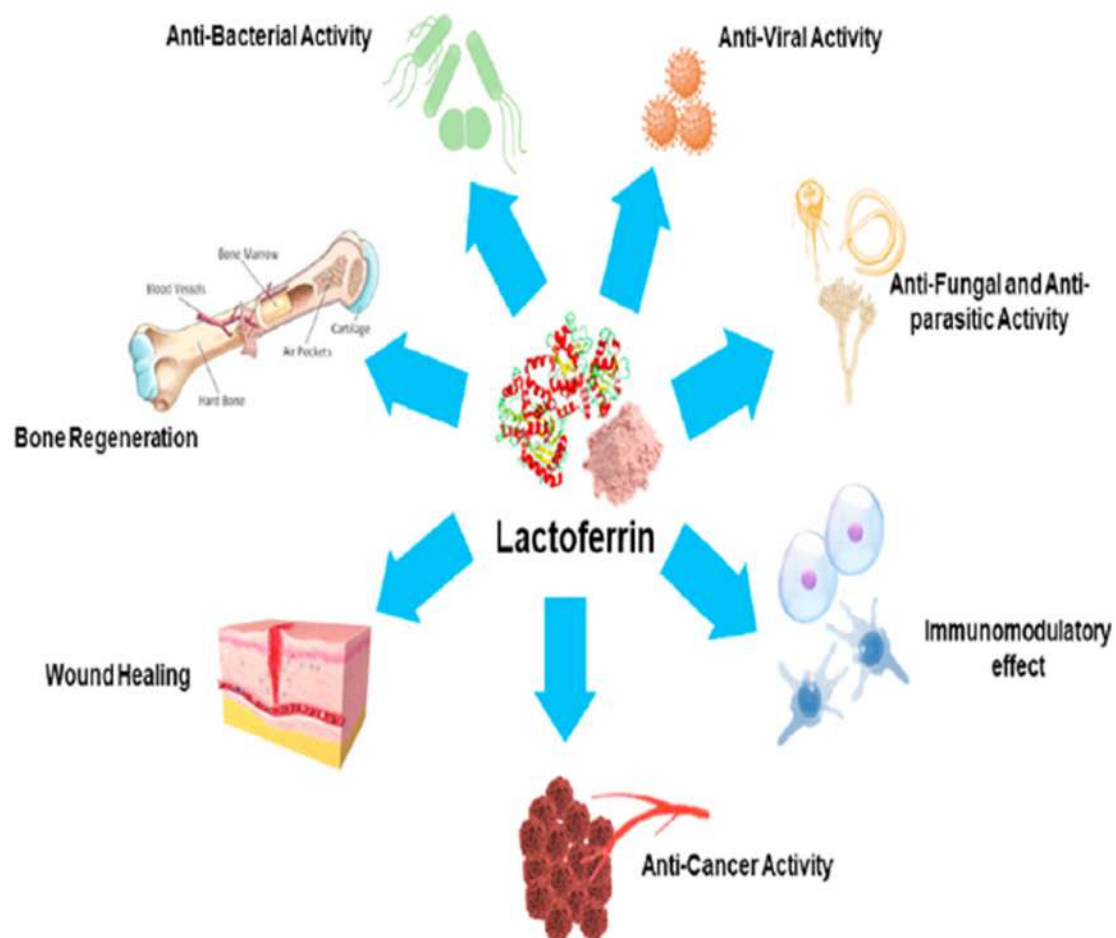 Anti-Bacterial Activity
Anti-Viral Activity
Anti-Fungal and Anti-
parasitic Activity
Bone Marrow
Blood Vessels
Cartilage
Air Pockets
Hard Bone
Bone Regeneration
Lactoferrin
Immunomodulatory
effect
Wound Healing
Anti-Cancer Activity